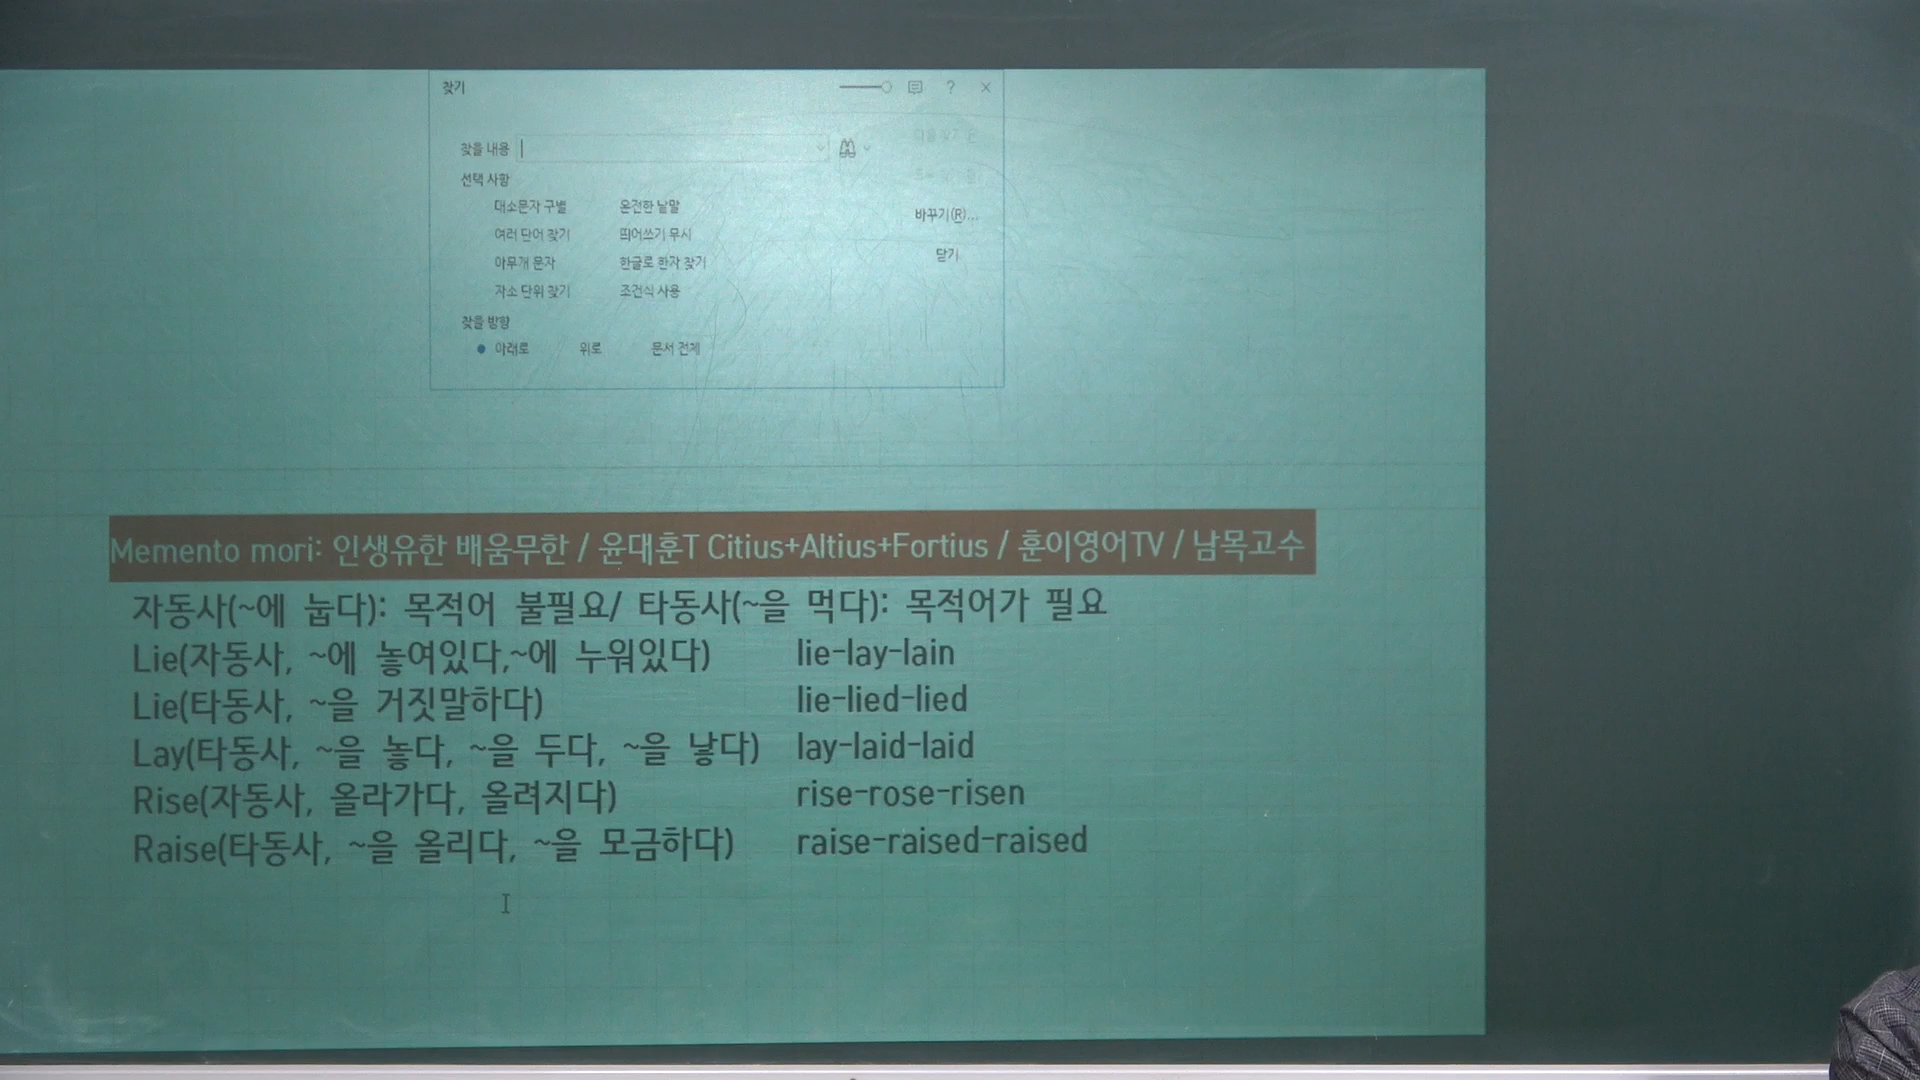 찾기
?
찾을 내용
선택 사항
대소문자 구별 온전한 낱말
여러 단어 찾기 띄어쓰기 무시
바꾸기(R)...
아무개 문자 한글로 한자 찾기
닫기
자소 단위 찾기 조건식 사용
찾을 방향
아래로 위로 문서 전체
Memento mori: 인생유한 배움무한 / 윤대훈T Citius+Altius+Fortius / 훈이영어TV / 남목고수
자동사(~에 눕다): 목적어 불필요/ 타동사(~을 먹다): 목적어가 필요
Lie(자동사, ~에 놓여있다,~에 누워있다) lie-lay-lain
Lie(타동사, ~을 거짓말하다) lie-lied-lied
Lay(타동사, ~을 놓다, ~을 두다, ~을 낳다) lay-laid-laid
Rise(자동사, 올라가다, 올려지다) rise-rose-risen
Raise(타동사, ~을 올리다, ~을 모금하다) raise-raised-raised